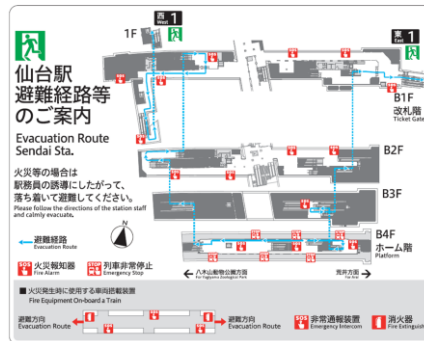 仙台駅
避難経路等
のご案内
Evacuation Route
Sendai Sta.
火災等の場合は
駅務員の誘導にしたがって、
落ち着いて避難してください。
Please follow the directions of the station staff
and calmly evacuate.
避難経路
Evacuation Route
SOS 火災報知器
Fire Alarm
STOP 列車非常停止
Emergency Stop
1F
西
West 1
東
East 1
B1F
改札階
Ticket Gate
B2F
B3F
B4F
ホーム階
Platform
八木山動物公園方面
For Yagiyama Zoological Park
荒井方面
For Arai
■ 火災発生時に使用する車両搭載装置
Fire Equipment On-board a Train
避難方向
Evacuation Route
避難方向
Evacuation Route
SOS 非常通報装置
Emergency Intercom
消火器
Fire Extinguish